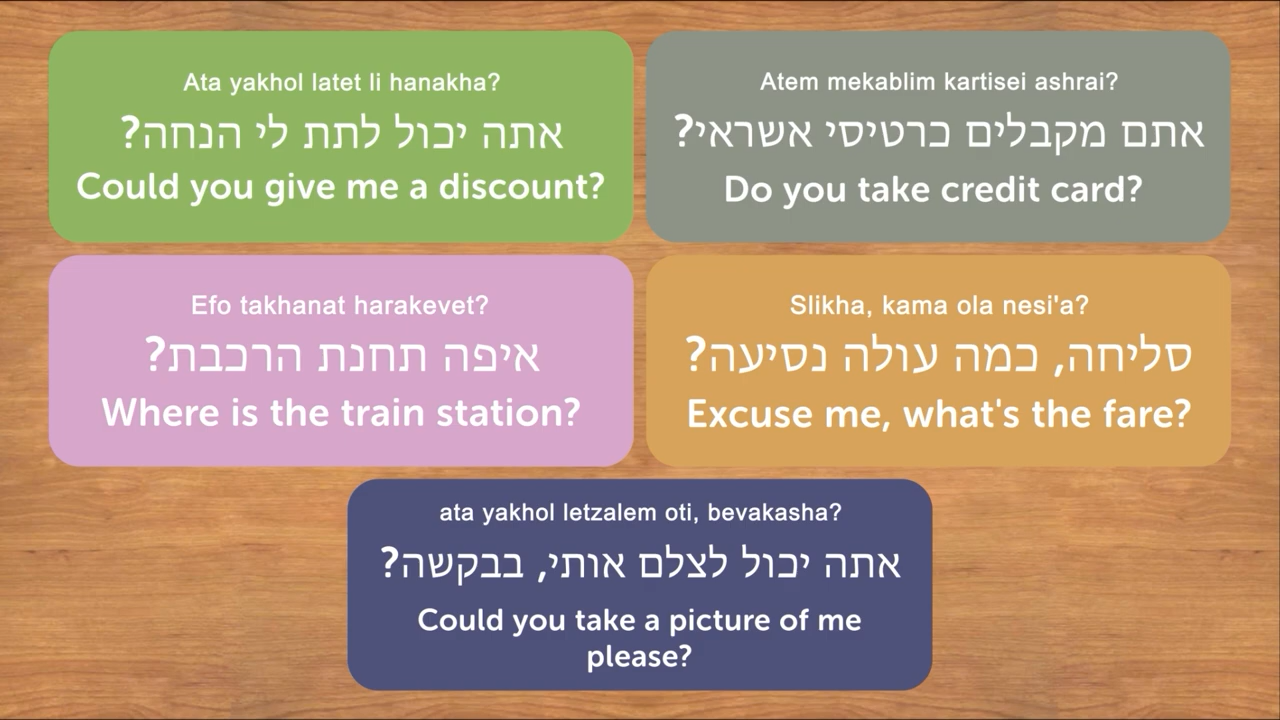 Ata yakhol latet li hanakha?
אתה יכול לתת לי הנחה?
Could you give me a discount?
Atem mekablim kartisei ashrai?
אתם מקבלים כרטיסי אשראי?
Do you take credit card?
Efo takhanat harakevet?
איפה תחנת הרכבת?
Where is the train station?
Slikha, kama ola nesi'a?
סליחה, כמה עולה נסיעה?
Excuse me, what's the fare?
ata yakhol letzalem oti, bevakasha?
אתה יכול לצלם אותי, בבקשה?
Could you take a picture of me
please?